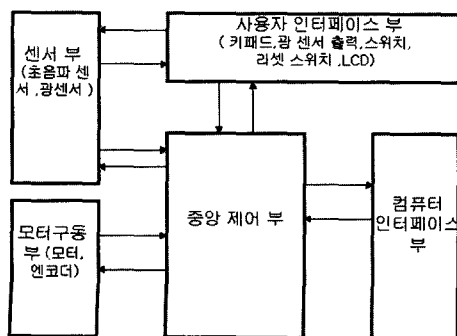 사용자 인터페이스 부
( 키패드,광 센서 출력,스위치,
리셋 스위치 ,LCD)
센서 부
(초음파 센
서 ,광센서 )
중앙 제어 부
컴퓨터
인터페이스
부
모터구동
부 (모터,
엔코더)